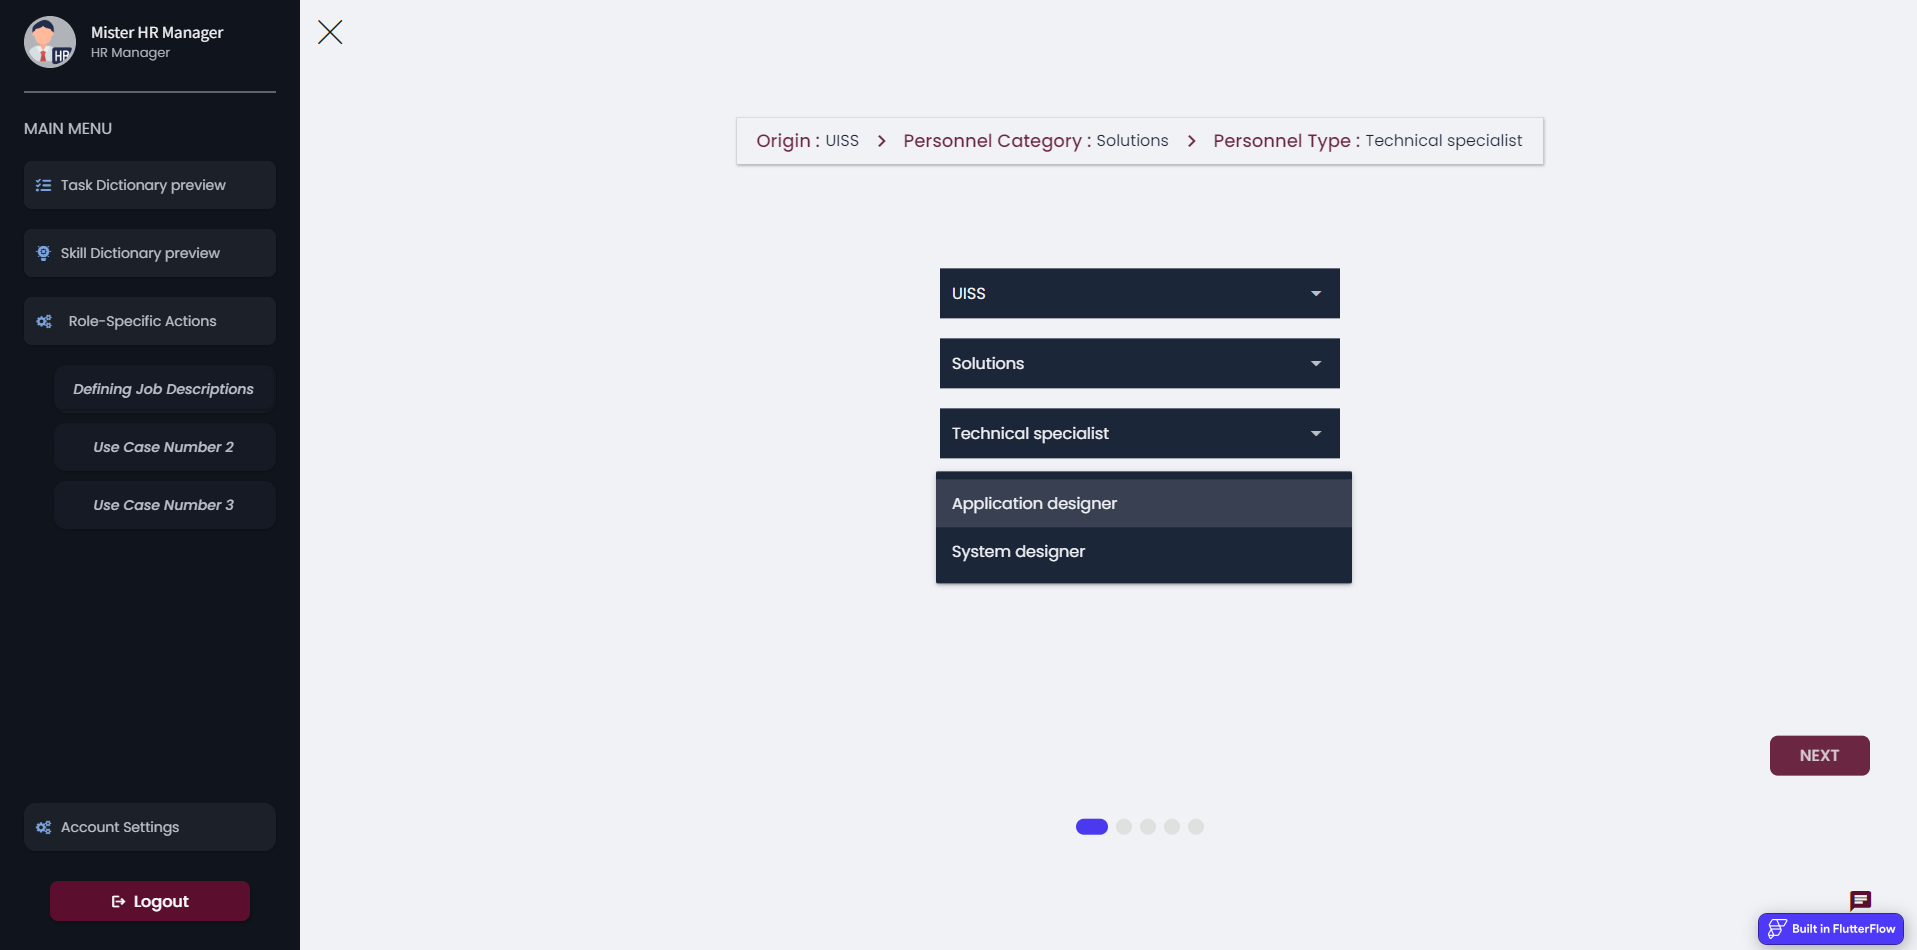 Mister HR Manager
HR Manager
HR
MAIN MENU
Task Dictionary preview
Skill Dictionary preview
Role-Specific Actions
Defining Job Descriptions
Use Case Number 2
Use Case Number 3
Account Settings
Logout
Origin : UISS > Personnel Category : Solutions > Personnel Type : Technical specialist
UISS
Solutions
Technical specialist
Application designer
System designer
NEXT
Built in FlutterFlow